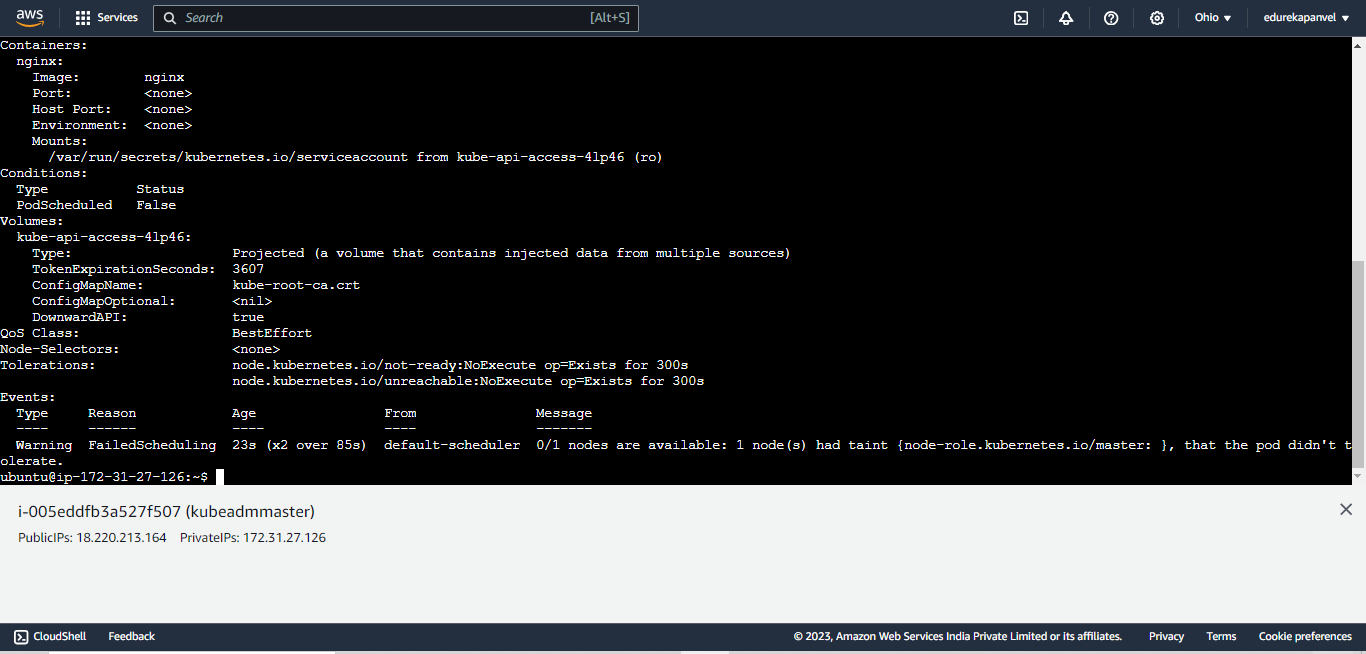 aws Services Search [Alt+S] Ohio ▼ edurekapanvel ▼
Containers:
  nginx:
    Image:        nginx
    Port:         <none>
    Host Port:    <none>
    Environment:  <none>
    Mounts:
      /var/run/secrets/kubernetes.io/serviceaccount from kube-api-access-4lp46 (ro)
Conditions:
  Type           Status
  PodScheduled   False
Volumes:
  kube-api-access-4lp46:
    Type:                    Projected (a volume that contains injected data from multiple sources)
    TokenExpirationSeconds:  3607
    ConfigMapName:           kube-root-ca.crt
    ConfigMapOptional:       <nil>
    DownwardAPI:             true
QoS Class:                   BestEffort
Node-Selectors:              <none>
Tolerations:                 node.kubernetes.io/not-ready:NoExecute op=Exists for 300s
                             node.kubernetes.io/unreachable:NoExecute op=Exists for 300s
Events:
  Type     Reason            Age                From               Message
  ----     ------            ----               ----               -------
  Warning  FailedScheduling  23s (x2 over 85s)  default-scheduler  0/1 nodes are available: 1 node(s) had taint {node-role.kubernetes.io/master: }, that the pod didn't t
olerate.
ubuntu@ip-172-31-27-126:~$
i-005eddfb3a527f507 (kubeadmmaster)
PublicIPs: 18.220.213.164 PrivateIPs: 172.31.27.126
CloudShell Feedback © 2023, Amazon Web Services India Private Limited or its affiliates. Privacy Terms Cookie preferences